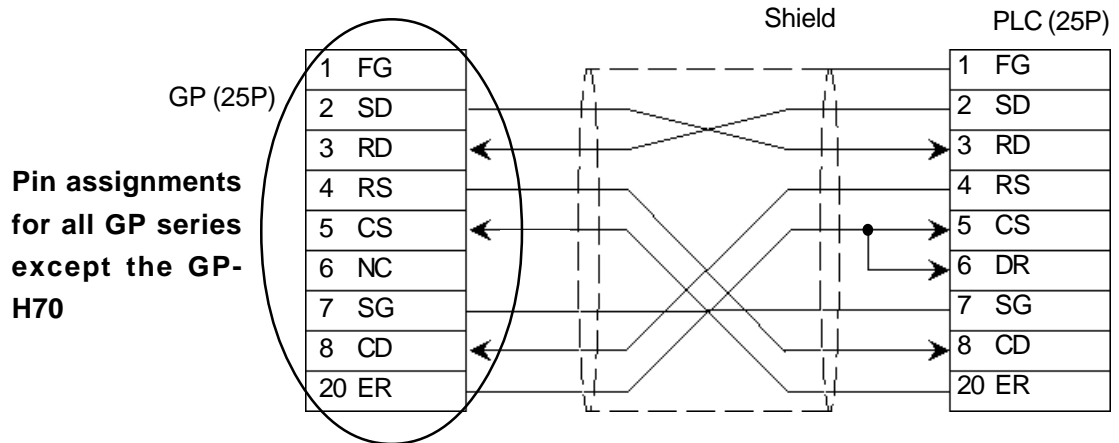 Shield
PLC (25P)
GP (25P)
1 FG
2 SD
3 RD
4 RS
5 CS
6 NC
7 SG
8 CD
20 ER
Pin assignments
for all GP series
except the GP-
H70
1 FG
2 SD
3 RD
4 RS
5 CS
6 DR
7 SG
8 CD
20 ER